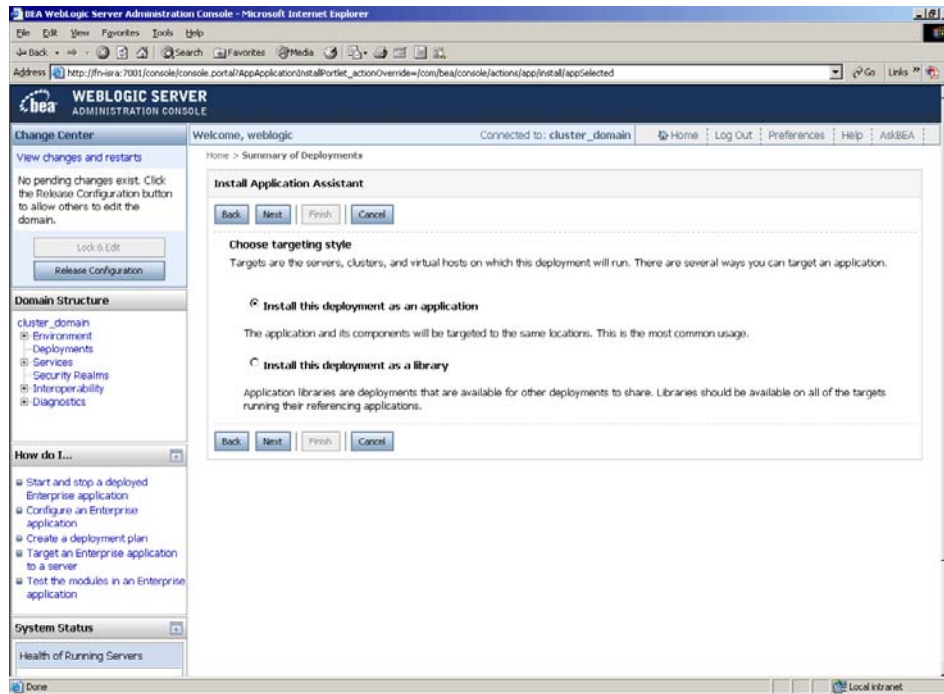 BEA WebLogic Server Administration Console - Microsoft Internet Explorer
File Edit View Favorites Tools Help
Back Search Favorites Media
Address http://fn-isra:7001/console/console.portal?AppApplicationInstallPortlet_actionOverride=/com/bea/console/actions/app/install/appSelected Go Links »
bea WEBLOGIC SERVER
ADMINISTRATION CONSOLE
Change Center
View changes and restarts
No pending changes exist. Click
the Release Configuration button
to allow others to edit the
domain.
Lock & Edit
Release Configuration
Domain Structure
cluster_domain
Environment
Deployments
Services
Security Realms
Interoperability
Diagnostics
How do I...
Start and stop a deployed
Enterprise application
Configure an Enterprise
application
Create a deployment plan
Target an Enterprise application
to a server
Test the modules in an Enterprise
application
System Status
Health of Running Servers
Welcome, weblogic Connected to: cluster_domain Home Log Out Preferences Help AskBEA
Home > Summary of Deployments
Install Application Assistant
Back Next Finish Cancel
Choose targeting style
Targets are the servers, clusters, and virtual hosts on which this deployment will run. There are several ways you can target an application.
Install this deployment as an application
The application and its components will be targeted to the same locations. This is the most common usage.
Install this deployment as a library
Application libraries are deployments that are available for other deployments to share. Libraries should be available on all of the targets
running their referencing applications.
Back Next Finish Cancel
Done Local intranet